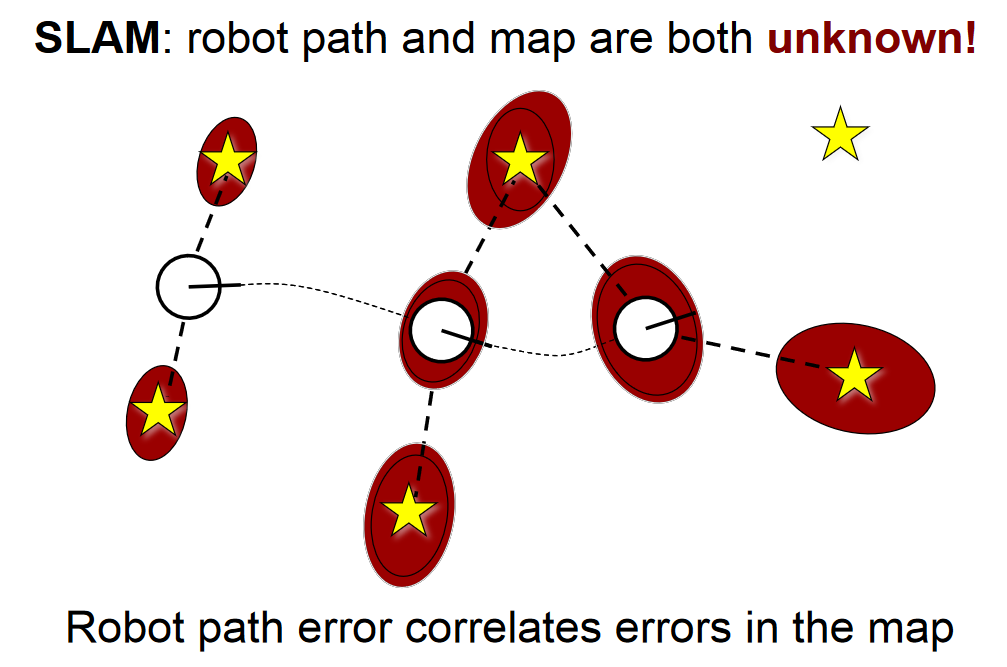 SLAM: robot path and map are both unknown!
Robot path error correlates errors in the map